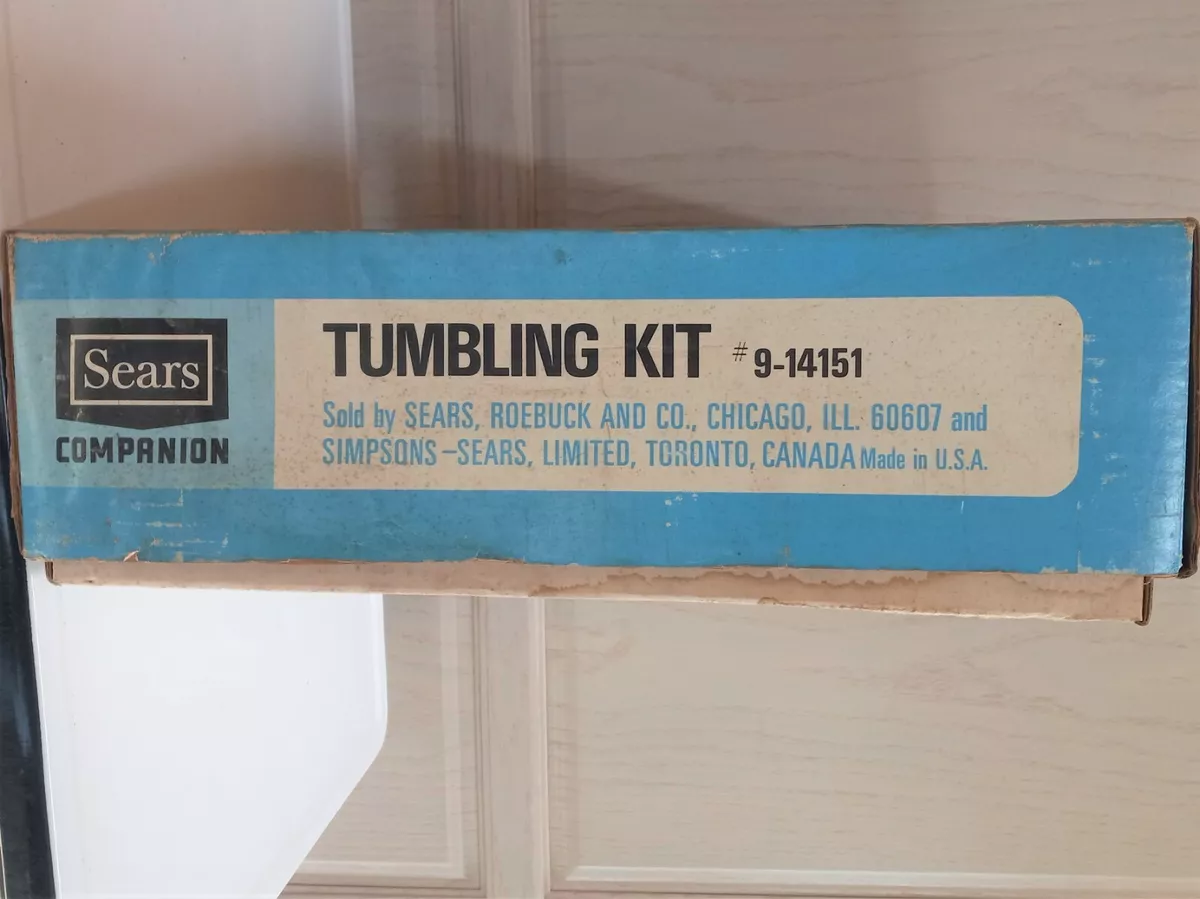 Sears
COMPANION
TUMBLING KIT # 9-14151
Sold by SEARS, ROEBUCK AND CO., CHICAGO, ILL. 60607 and
SIMPSONS-SEARS, LIMITED, TORONTO, CANADA Made in U.S.A.